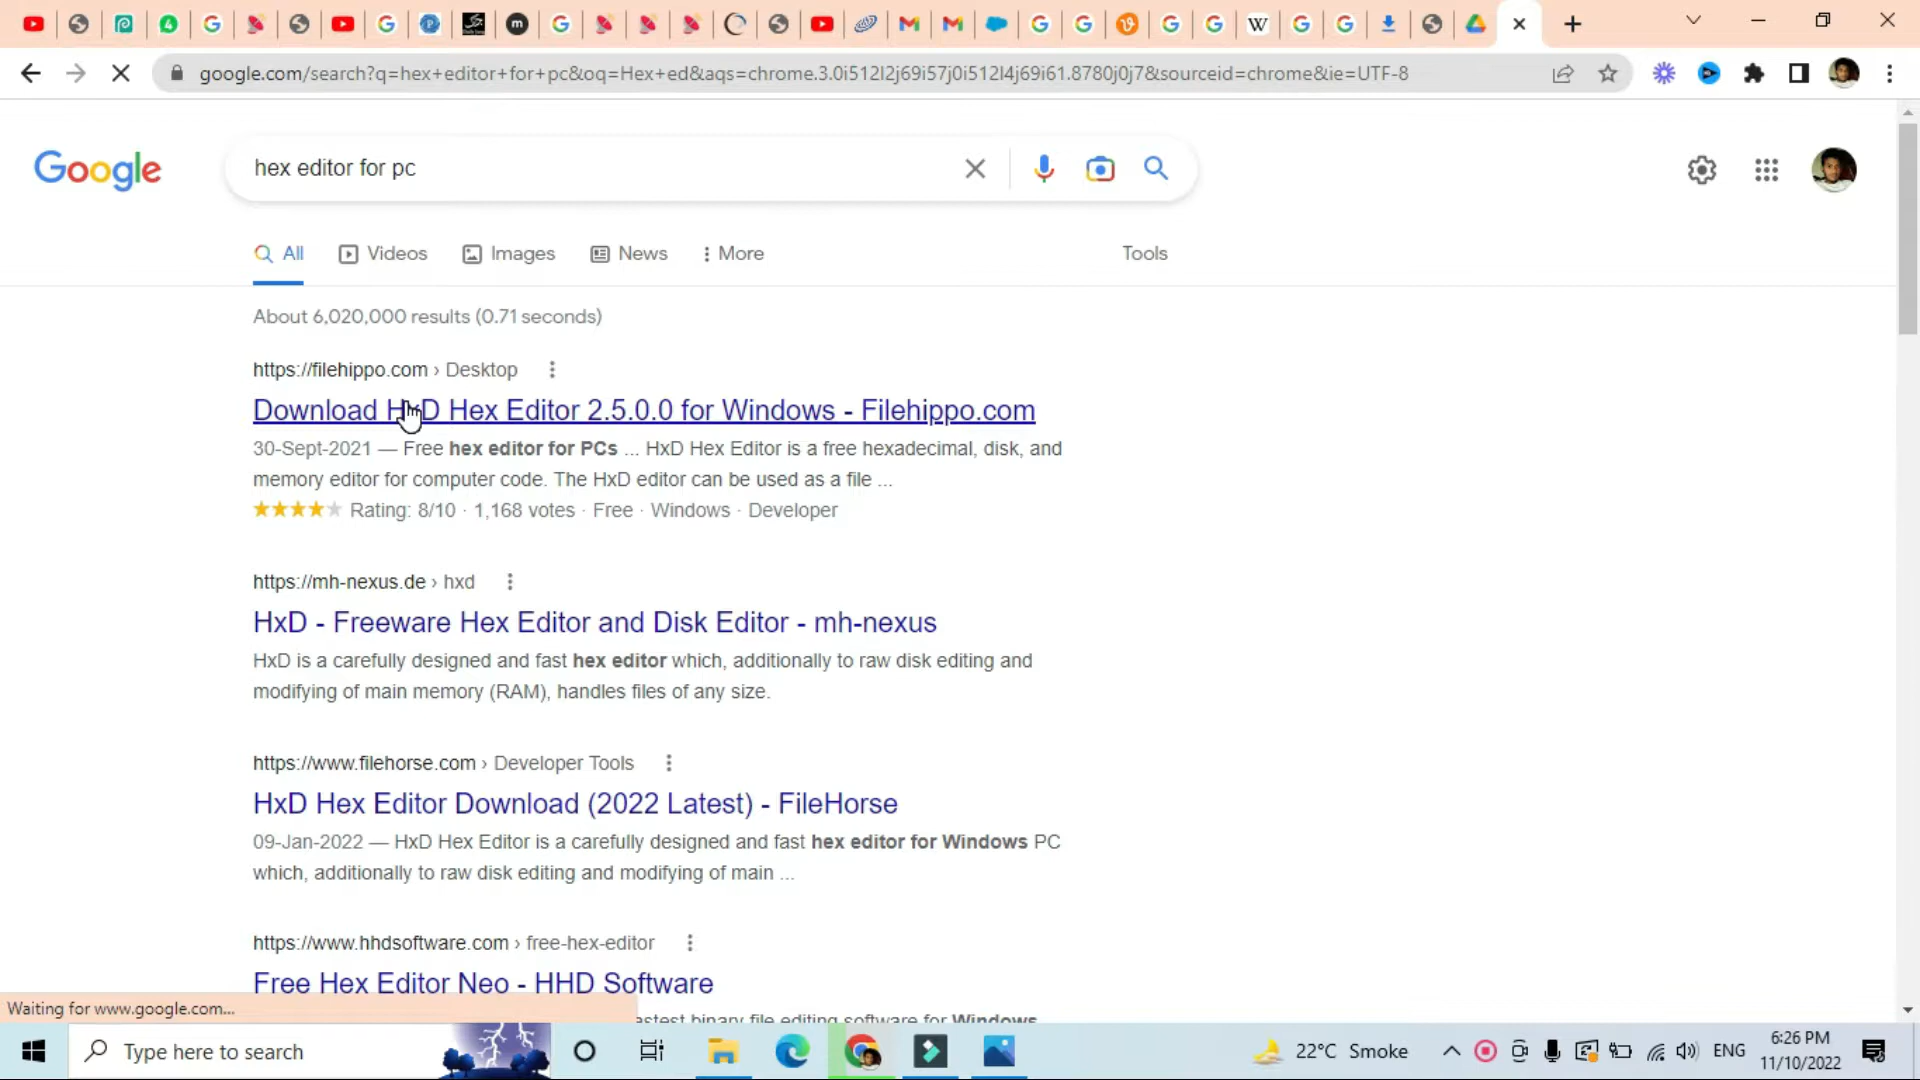 google.com/search?q=hex+editor+for+pc&oq=Hex+ed&aqs=chrome.3.0i512l2j69i57j0i512l4j69i61.8780j0j7&sourceid=chrome&ie=UTF-8
Google
hex editor for pc
All
Videos
Images
News
More
Tools
About 6,020,000 results (0.71 seconds)
https://filehippo.com › Desktop
Download HxD Hex Editor 2.5.0.0 for Windows - Filehippo.com
30-Sept-2021 — Free hex editor for PCs ... HxD Hex Editor is a free hexadecimal, disk, and
memory editor for computer code. The HxD editor can be used as a file ...
Rating: 8/10 · 1,168 votes · Free · Windows · Developer
https://mh-nexus.de › hxd
HxD - Freeware Hex Editor and Disk Editor - mh-nexus
HxD is a carefully designed and fast hex editor which, additionally to raw disk editing and
modifying of main memory (RAM), handles files of any size.
https://www.filehorse.com › Developer Tools
HxD Hex Editor Download (2022 Latest) - FileHorse
09-Jan-2022 — HxD Hex Editor is a carefully designed and fast hex editor for Windows PC
which, additionally to raw disk editing and modifying of main ...
https://www.hhdsoftware.com › free-hex-editor
Free Hex Editor Neo - HHD Software
binary file editing software for Windows
Waiting for www.google.com...
Type here to search
22°C Smoke
ENG
6:26 PM
11/10/2022